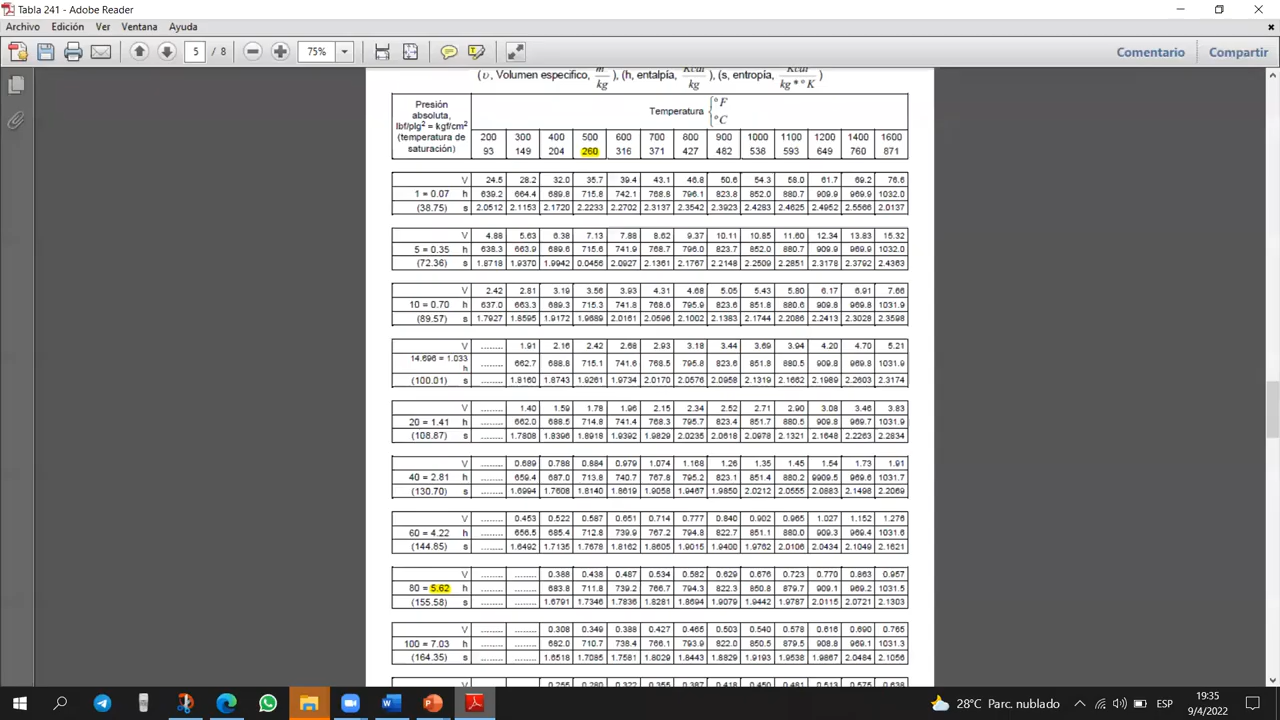 Tabla 241 - Adobe Reader
Archivo Edición Ver Ventana Ayuda
5 / 8 75% Comentario Compartir
(υ, Volumen específico, m/kg), (h, entalpía, Kcal/kg), (s, entropía, Kcal/kg*°K)
Presión absoluta, lbf/plg² = kgf/cm² (temperatura de saturación)
Temperatura { °F °C
200 300 400 500 600 700 800 900 1000 1100 1200 1400 1600
93 149 204 260 316 371 427 482 538 593 649 760 871
V 24.5 28.2 32.0 35.7 39.4 43.1 46.8 50.6 54.3 58.0 61.7 69.2 76.6
1 = 0.07 h 639.2 664.4 689.8 715.8 742.1 768.8 796.1 823.8 852.0 880.7 909.9 969.9 1032.0
(38.75) s 2.0512 2.1153 2.1720 2.2233 2.2702 2.3137 2.3542 2.3923 2.4283 2.4625 2.4952 2.5566 2.0137
V 4.88 5.63 6.38 7.13 7.88 8.62 9.37 10.11 10.85 11.60 12.34 13.83 15.32
5 = 0.35 h 638.3 663.9 689.6 715.6 741.9 768.7 796.0 823.7 852.0 880.7 909.9 969.9 1032.0
(72.36) s 1.8718 1.9370 1.9942 0.0456 2.0927 2.1361 2.1767 2.2148 2.2509 2.2851 2.3178 2.3792 2.4363
V 2.42 2.81 3.19 3.56 3.93 4.31 4.68 5.05 5.43 5.80 6.17 6.91 7.66
10 = 0.70 h 637.0 663.3 689.3 715.3 741.8 768.6 795.9 823.6 851.8 880.6 909.8 969.8 1031.9
(89.57) s 1.7927 1.8595 1.9172 1.9689 2.0161 2.0596 2.1002 2.1383 2.1744 2.2086 2.2413 2.3028 2.3598
V ........ 1.91 2.16 2.42 2.68 2.93 3.18 3.44 3.69 3.94 4.20 4.70 5.21
14.696 = 1.033 h ........ 662.7 688.8 715.1 741.6 768.5 795.8 823.6 851.8 880.5 909.8 969.8 1031.9
(100.01) s ........ 1.8160 1.8743 1.9261 1.9734 2.0170 2.0576 2.0958 2.1319 2.1662 2.1989 2.2603 2.3174
V ........ 1.40 1.59 1.78 1.96 2.15 2.34 2.52 2.71 2.90 3.08 3.46 3.83
20 = 1.41 h ........ 662.0 688.5 714.8 741.4 768.3 795.7 823.4 851.7 880.5 909.8 969.7 1031.9
(108.87) s ........ 1.7808 1.8396 1.8918 1.9392 1.9829 2.0235 2.0618 2.0978 2.1321 2.1648 2.2263 2.2834
V ........ 0.689 0.788 0.884 0.979 1.074 1.168 1.26 1.35 1.45 1.54 1.73 1.91
40 = 2.81 h ........ 659.4 687.0 713.8 740.7 767.8 795.2 823.1 851.4 880.2 9909.5 969.6 1031.7
(130.70) s ........ 1.6994 1.7608 1.8140 1.8619 1.9058 1.9467 1.9850 2.0212 2.0555 2.0883 2.1498 2.2069
V ........ 0.453 0.522 0.587 0.651 0.714 0.777 0.840 0.902 0.965 1.027 1.152 1.276
60 = 4.22 h ........ 656.5 685.4 712.8 739.9 767.2 794.8 822.7 851.1 880.0 909.3 969.4 1031.6
(144.85) s ........ 1.6492 1.7135 1.7678 1.8162 1.8605 1.9015 1.9400 1.9762 2.0106 2.0434 2.1049 2.1621
V ........ ........ 0.388 0.438 0.487 0.534 0.582 0.629 0.676 0.723 0.770 0.863 0.957
80 = 5.62 h ........ ........ 683.8 711.8 739.2 766.7 794.3 822.3 850.8 879.7 909.1 969.2 1031.5
(155.58) s ........ ........ 1.6791 1.7346 1.7836 1.8281 1.8694 1.9079 1.9442 1.9787 2.0115 2.0721 2.1303
V ........ ........ 0.308 0.349 0.388 0.427 0.465 0.503 0.540 0.578 0.616 0.690 0.765
100 = 7.03 h ........ ........ 682.0 710.7 738.4 766.1 793.9 822.0 850.5 879.5 908.8 969.1 1031.3
(164.35) s ........ ........ 1.6518 1.7085 1.7581 1.8029 1.8443 1.8829 1.9193 1.9538 1.9867 2.0484 2.1056
28°C Parc. nublado ESP 19:35
9/4/2022